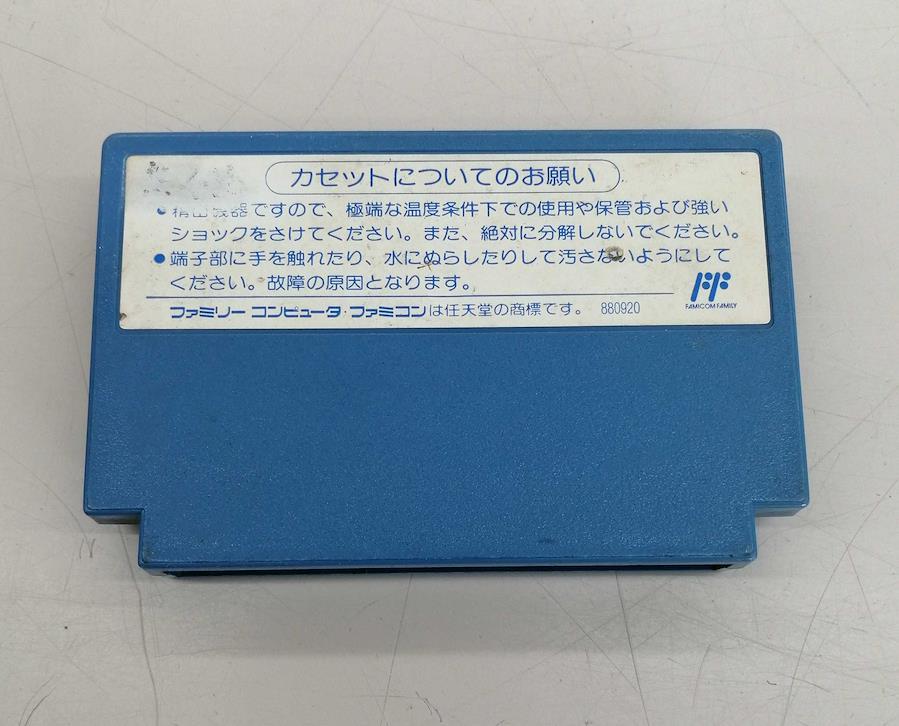 カセットについてのお願い
● 精密機器ですので、極端な温度条件下での使用や保管および強い
ショックをさけてください。また、絶対に分解しないでください。
● 端子部に手を触れたり、水にぬらしたりして汚さないようにして
ください。故障の原因となります。
FF
FAMICOM FAMILY
ファミリー コンピュータ・ファミコンは任天堂の商標です。 880920